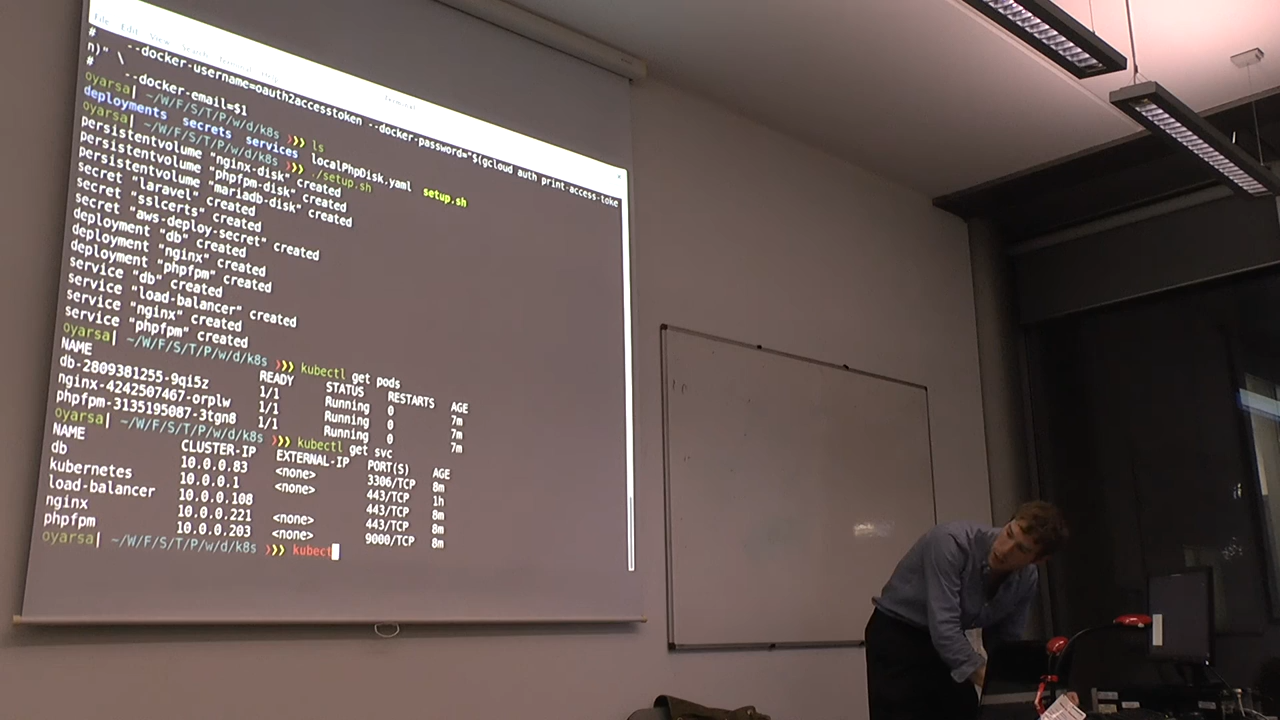 File Edit View Search Terminal Help
Terminal
#
n)" \
--docker-username=oauth2accesstoken --docker-password="$(gcloud auth print-access-toke
#
--docker-email=$1
oyarsa| ~/W/F/S/T/P/w/d/k8s ❯❯❯ ls
deployments secrets services localPhpDisk.yaml setup.sh
oyarsa| ~/W/F/S/T/P/w/d/k8s ❯❯❯ ./setup.sh
persistentvolume "nginx-disk" created
persistentvolume "phpfpm-disk" created
persistentvolume "mariadb-disk" created
secret "laravel" created
secret "sslcerts" created
secret "aws-deploy-secret" created
deployment "db" created
deployment "nginx" created
deployment "phpfpm" created
service "db" created
service "load-balancer" created
service "nginx" created
service "phpfpm" created
oyarsa| ~/W/F/S/T/P/w/d/k8s ❯❯❯ kubectl get pods
NAME READY STATUS RESTARTS AGE
db-2809381255-9qi5z 1/1 Running 0 7m
nginx-4242507467-orplw 1/1 Running 0 7m
phpfpm-3135195087-3tgn8 1/1 Running 0 7m
oyarsa| ~/W/F/S/T/P/w/d/k8s ❯❯❯ kubectl get svc
NAME CLUSTER-IP EXTERNAL-IP PORT(S) AGE
db 10.0.0.83 <none> 3306/TCP 8m
kubernetes 10.0.0.1 <none> 443/TCP 1h
load-balancer 10.0.0.108 443/TCP 8m
nginx 10.0.0.221 <none> 443/TCP 8m
phpfpm 10.0.0.203 <none> 9000/TCP 8m
oyarsa| ~/W/F/S/T/P/w/d/k8s ❯❯❯ kubect